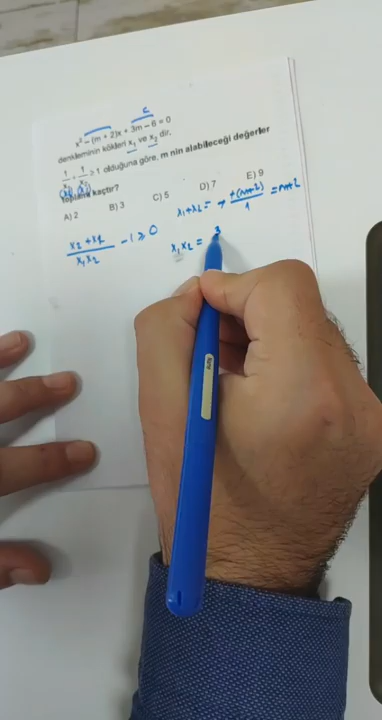 c
x² − (m + 2)x + 3m − 6 = 0
denkleminin kökleri x₁ ve x₂ dir.
1/x₁ + 1/x₂ ≥ 1 olduğuna göre, m nin alabileceği değerler
(x₂) (x₁)
toplamı kaçtır?
A) 2 B) 3 C) 5 D) 7 E) 9
x₁+x₂ = +(m+2)/1 = m+2
x₂+x₁/x₁x₂ − 1 ≥ 0
x₁x₂ = 3